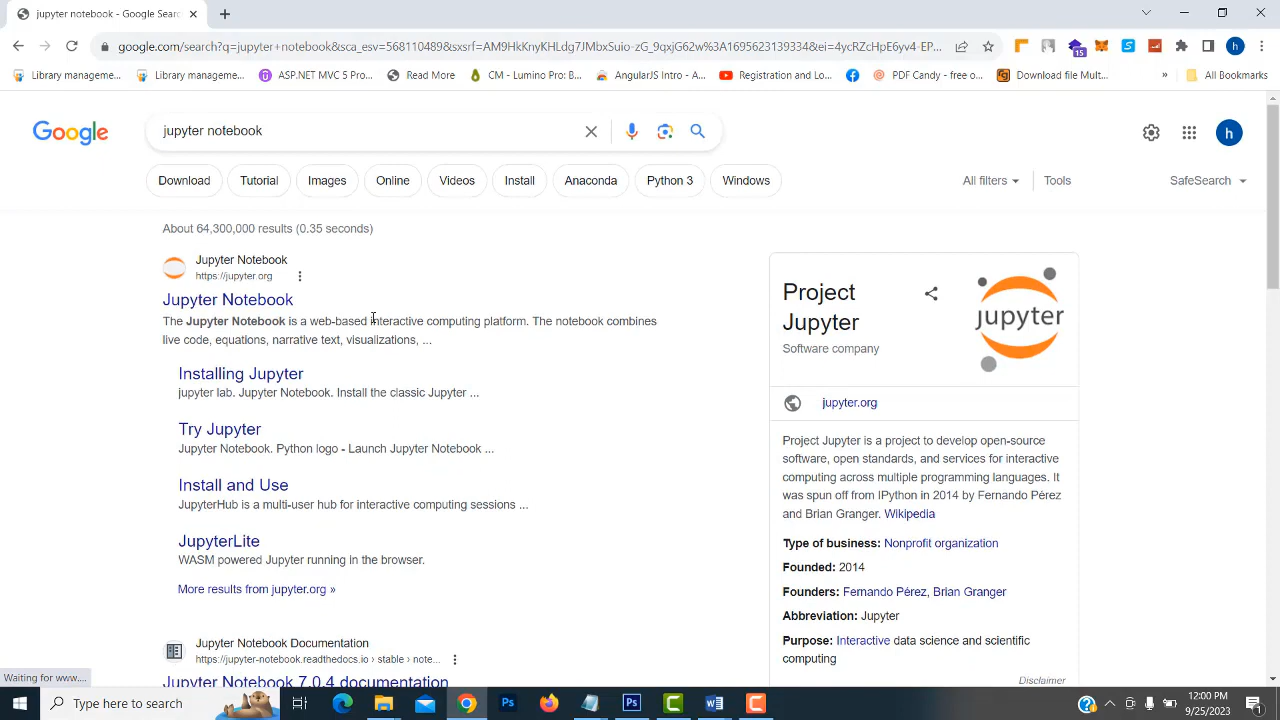 jupyter notebook - Google Searc
google.com/search?q=jupyter+notebook&sca_esv=568110889&sxsrf=AM9HkKnyKHLdg7JMbxSuio-zG_9qxjG62w%3A1695623139334&ei=4ycRZcHpE6yv4-EP...
15
h
Library manageme...
Library manageme...
ASP.NET MVC 5 Pro...
Read More
CM - Lumino Pro: B...
AngularJS Intro - A...
Registration and Lo...
PDF Candy - free o...
Download file Mult...
»
All Bookmarks
Google
jupyter notebook
h
Download
Tutorial
Images
Online
Videos
Install
Anaconda
Python 3
Windows
All filters
Tools
SafeSearch
About 64,300,000 results (0.35 seconds)
Jupyter Notebook
https://jupyter.org
Jupyter Notebook
The Jupyter Notebook is a web-based interactive computing platform. The notebook combines
live code, equations, narrative text, visualizations, ...
Installing Jupyter
jupyter lab. Jupyter Notebook. Install the classic Jupyter ...
Try Jupyter
Jupyter Notebook. Python logo - Launch Jupyter Notebook ...
Install and Use
JupyterHub is a multi-user hub for interactive computing sessions ...
JupyterLite
WASM powered Jupyter running in the browser.
More results from jupyter.org »
Jupyter Notebook Documentation
https://jupyter-notebook.readthedocs.io › stable › note...
Jupyter Notebook 7.0.4 documentation
Project
Jupyter
Software company
jupyter
jupyter.org
Project Jupyter is a project to develop open-source
software, open standards, and services for interactive
computing across multiple programming languages. It
was spun off from IPython in 2014 by Fernando Pérez
and Brian Granger. Wikipedia
Type of business: Nonprofit organization
Founded: 2014
Founders: Fernando Pérez, Brian Granger
Abbreviation: Jupyter
Purpose: Interactive data science and scientific
computing
Disclaimer
Waiting for www....
Type here to search
Ps
Ps
12:00 PM
9/25/2023
1